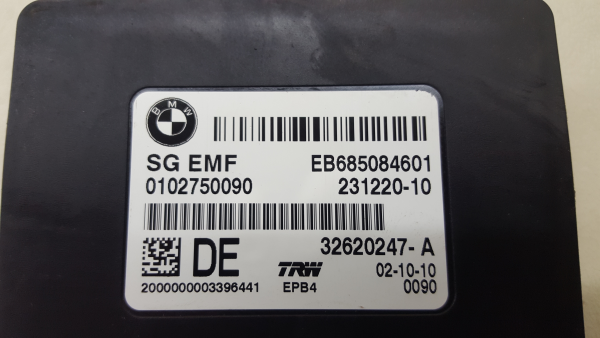 BMW
SG EMF EB685084601
0102750090 231220-10
DE TRW 32620247-A
02-10-10
2000000003396441 EPB4 0090